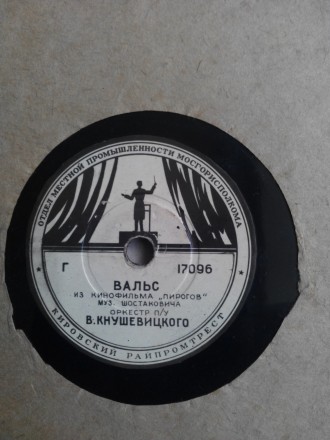 ОТДЕЛ МЕСТНОЙ ПРОМЫШЛЕННОСТИ МОСГОРИСПОЛКОМА
Г 17096
ВАЛЬС
ИЗ КИНОФИЛЬМА „ПИРОГОВ"
МУЗ. ШОСТАКОВИЧА
ОРКЕСТР П/У
В. КНУШЕВИЦКОГО
КИРОВСКИЙ РАЙПРОМТРЕСТ